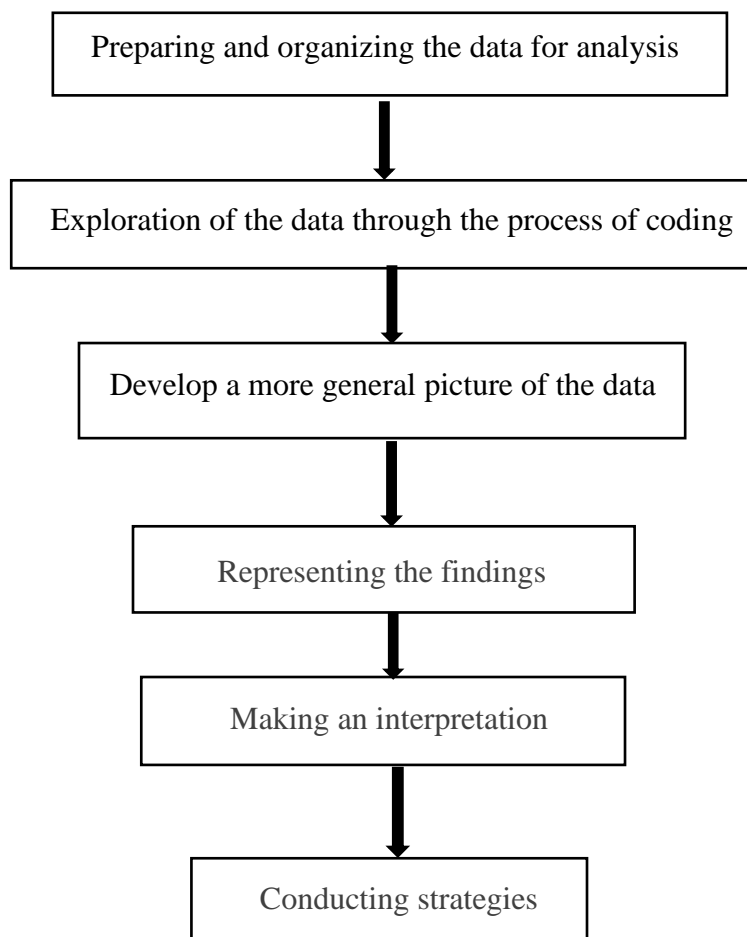 Preparing and organizing the data for analysis
Exploration of the data through the process of coding
Develop a more general picture of the data
Representing the findings
Making an interpretation
Conducting strategies